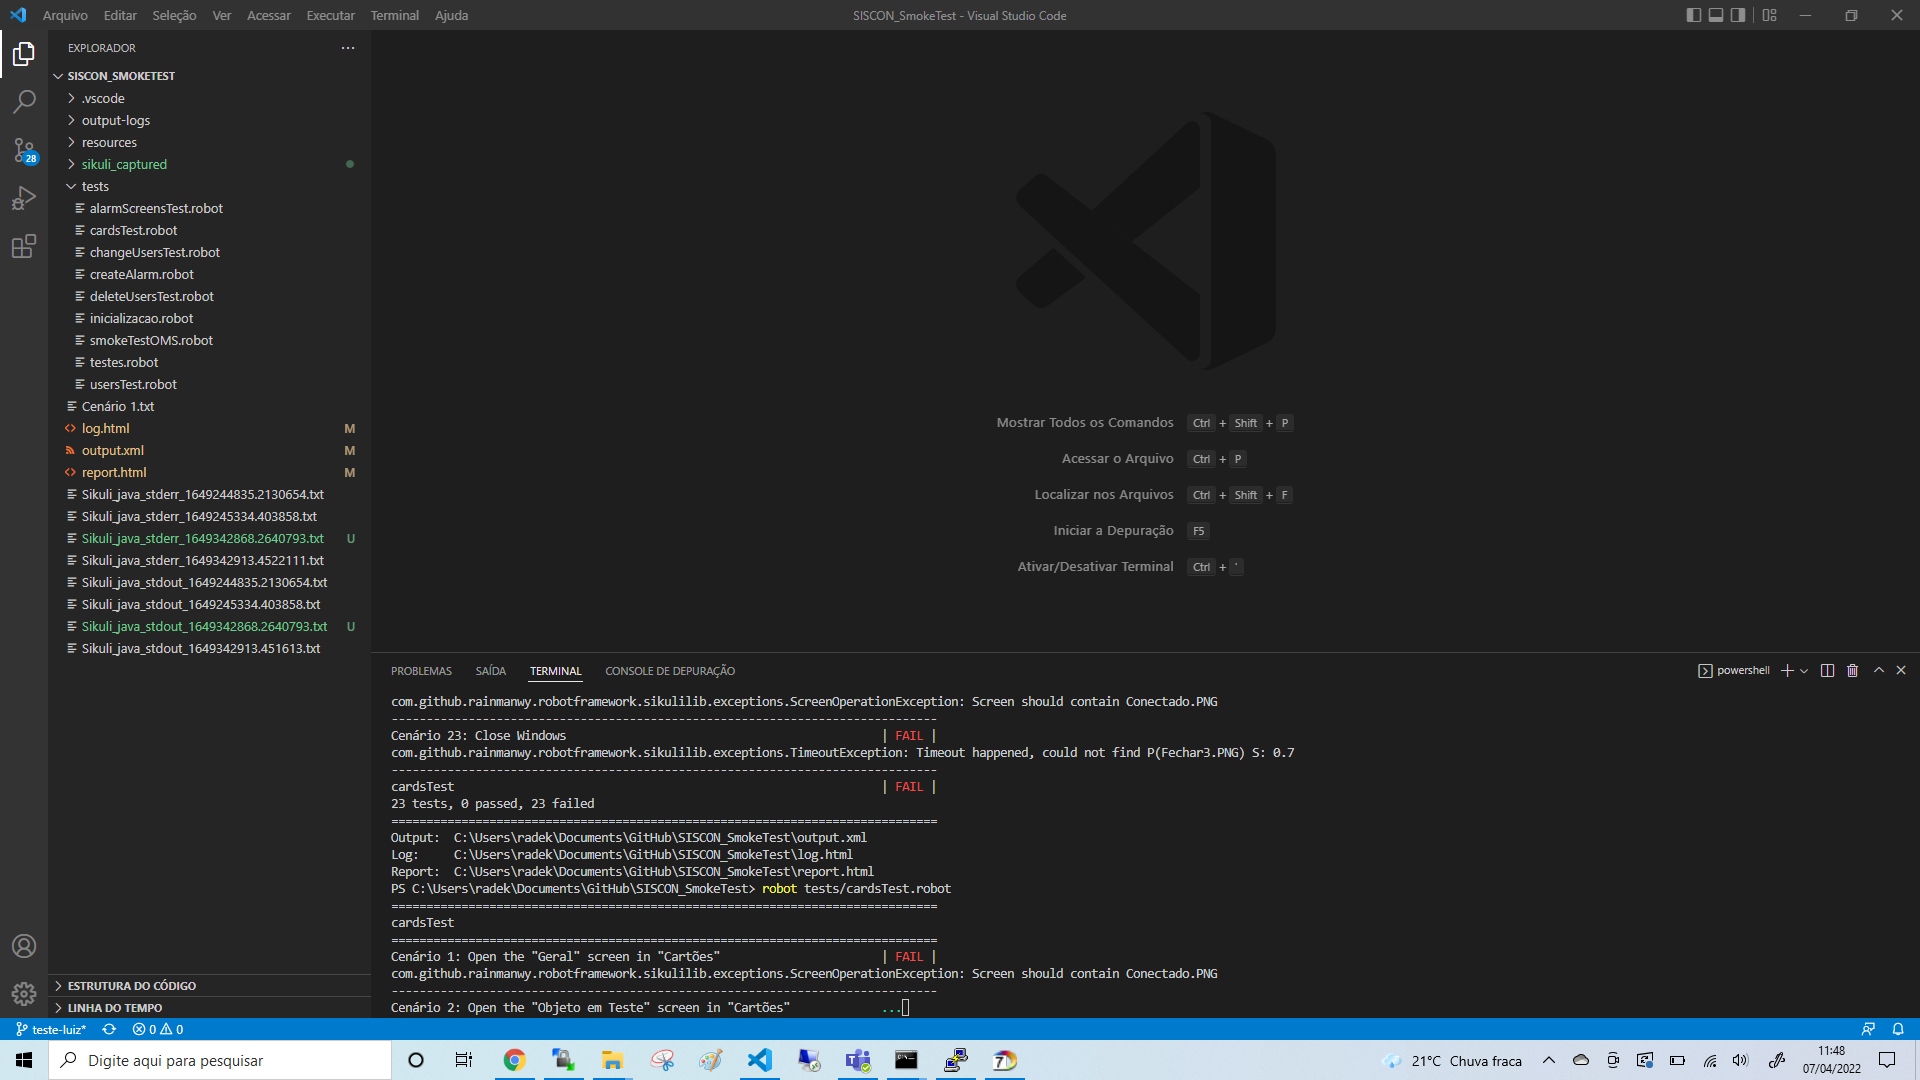 Arquivo Editar Seleção Ver Acessar Executar Terminal Ajuda
SISCON_SmokeTest - Visual Studio Code
EXPLORADOR
SISCON_SMOKETEST
.vscode
output-logs
resources
sikuli_captured
tests
alarmScreensTest.robot
cardsTest.robot
changeUsersTest.robot
createAlarm.robot
deleteUsersTest.robot
inicializacao.robot
smokeTestOMS.robot
testes.robot
usersTest.robot
Cenário 1.txt
log.html M
output.xml M
report.html M
Sikuli_java_stderr_1649244835.2130654.txt
Sikuli_java_stderr_1649245334.403858.txt
Sikuli_java_stderr_1649342868.2640793.txt U
Sikuli_java_stderr_1649342913.4522111.txt
Sikuli_java_stdout_1649244835.2130654.txt
Sikuli_java_stdout_1649245334.403858.txt
Sikuli_java_stdout_1649342868.2640793.txt U
Sikuli_java_stdout_1649342913.451613.txt
28
ESTRUTURA DO CÓDIGO
LINHA DO TEMPO
Mostrar Todos os Comandos Ctrl + Shift + P
Acessar o Arquivo Ctrl + P
Localizar nos Arquivos Ctrl + Shift + F
Iniciar a Depuração F5
Ativar/Desativar Terminal Ctrl + '
PROBLEMAS SAÍDA TERMINAL CONSOLE DE DEPURAÇÃO
powershell
com.github.rainmanwy.robotframework.sikulilib.exceptions.ScreenOperationException: Screen should contain Conectado.PNG
------------------------------------------------------------------------------
Cenário 23: Close Windows | FAIL |
com.github.rainmanwy.robotframework.sikulilib.exceptions.TimeoutException: Timeout happened, could not find P(Fechar3.PNG) S: 0.7
------------------------------------------------------------------------------
cardsTest | FAIL |
23 tests, 0 passed, 23 failed
==============================================================================
Output: C:\Users\radek\Documents\GitHub\SISCON_SmokeTest\output.xml
Log: C:\Users\radek\Documents\GitHub\SISCON_SmokeTest\log.html
Report: C:\Users\radek\Documents\GitHub\SISCON_SmokeTest\report.html
PS C:\Users\radek\Documents\GitHub\SISCON_SmokeTest> robot tests/cardsTest.robot
==============================================================================
cardsTest
==============================================================================
Cenário 1: Open the "Geral" screen in "Cartões" | FAIL |
com.github.rainmanwy.robotframework.sikulilib.exceptions.ScreenOperationException: Screen should contain Conectado.PNG
------------------------------------------------------------------------------
Cenário 2: Open the "Objeto em Teste" screen in "Cartões" ...
teste-luiz* 0 0
Digite aqui para pesquisar
7
21°C Chuva fraca
11:48
07/04/2022